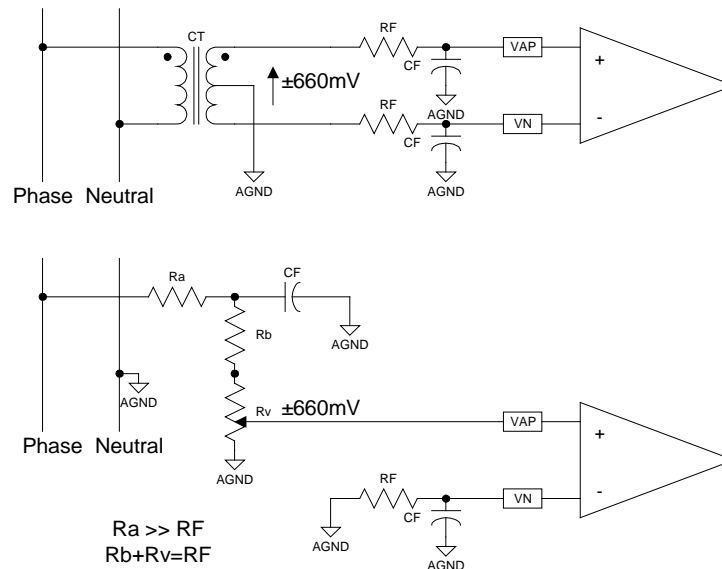 CT
RF
CF
VAP
+
±660mV
AGND
RF
CF
VN
-
AGND
AGND
Phase
Neutral
Ra
CF
AGND
Rb
AGND
Rv
±660mV
VAP
+
Phase
Neutral
AGND
RF
CF
VN
-
AGND
AGND
Ra >> RF
Rb+Rv=RF